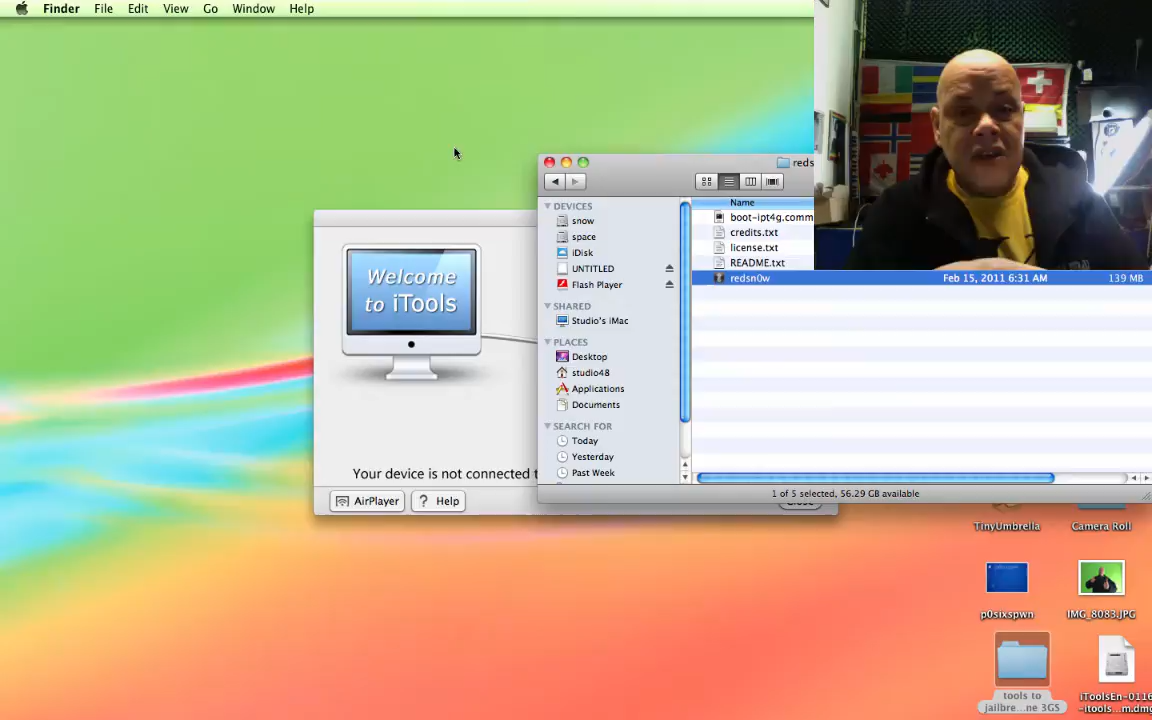 Finder File Edit View Go Window Help
reds
DEVICES
snow
space
iDisk
UNTITLED
Flash Player
SHARED
Studio's iMac
PLACES
Desktop
studio48
Applications
Documents
SEARCH FOR
Today
Yesterday
Past Week
Name
boot-ipt4g.comm
credits.txt
license.txt
README.txt
redsn0w Feb 15, 2011 6:31 AM 139 MB
1 of 5 selected, 56.29 GB available
Welcome
to iTools
Your device is not connected t
AirPlayer ? Help
Close
TinyUmbrella
Camera Roll
p0sixspwn
IMG_8083.JPG
tools to
jailbre...ne 3GS
iToolsEn-0116
-itools...m.dmg